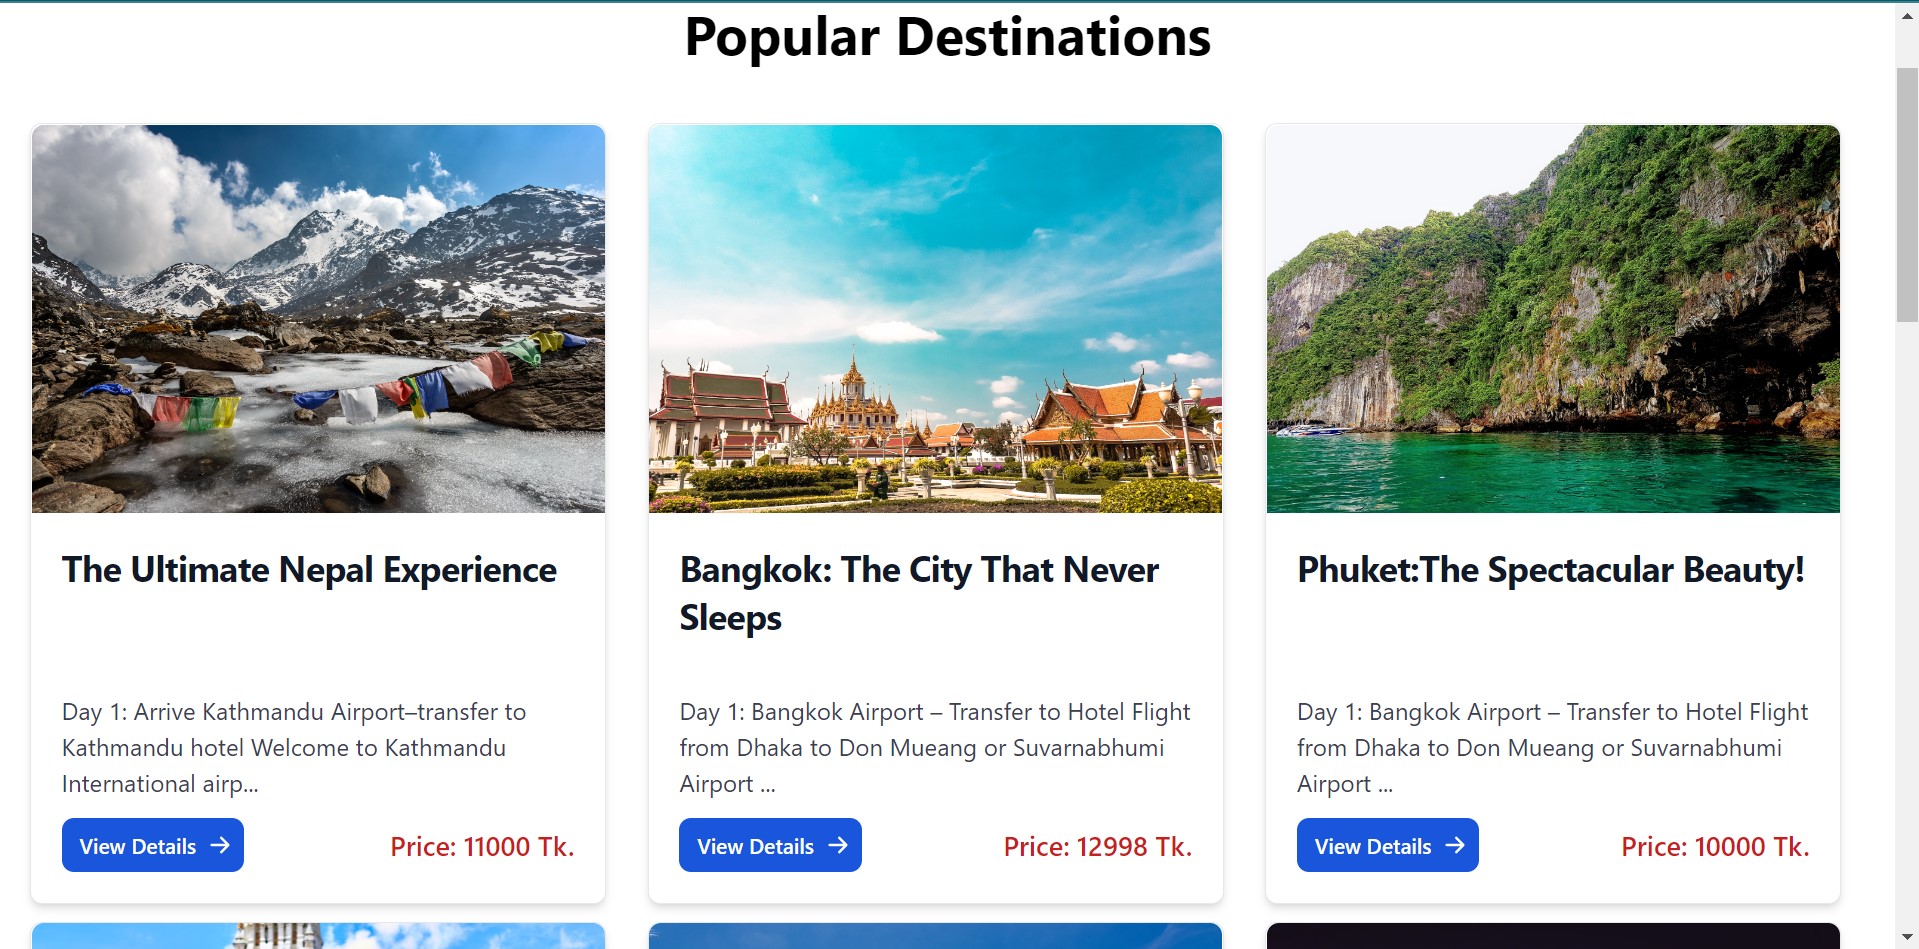 Popular Destinations
The Ultimate Nepal Experience
Day 1: Arrive Kathmandu Airport–transfer to
Kathmandu hotel Welcome to Kathmandu
International airp...
View Details
Price: 11000 Tk.
Bangkok: The City That Never
Sleeps
Day 1: Bangkok Airport – Transfer to Hotel Flight
from Dhaka to Don Mueang or Suvarnabhumi
Airport ...
View Details
Price: 12998 Tk.
Phuket:The Spectacular Beauty!
Day 1: Bangkok Airport – Transfer to Hotel Flight
from Dhaka to Don Mueang or Suvarnabhumi
Airport ...
View Details
Price: 10000 Tk.